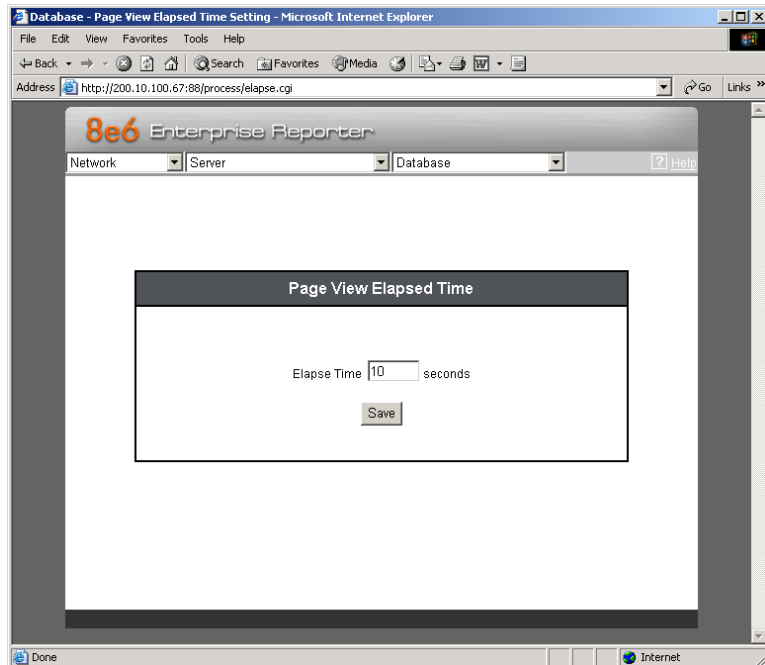 Database - Page View Elapsed Time Setting - Microsoft Internet Explorer
File Edit View Favorites Tools Help
Back Search Favorites Media
Address http://200.10.100.67:88/process/elapse.cgi Go Links »
8e6 Enterprise Reporter
Network Server Database ? Help
Page View Elapsed Time
Elapse Time 10 seconds
Save
Done Internet